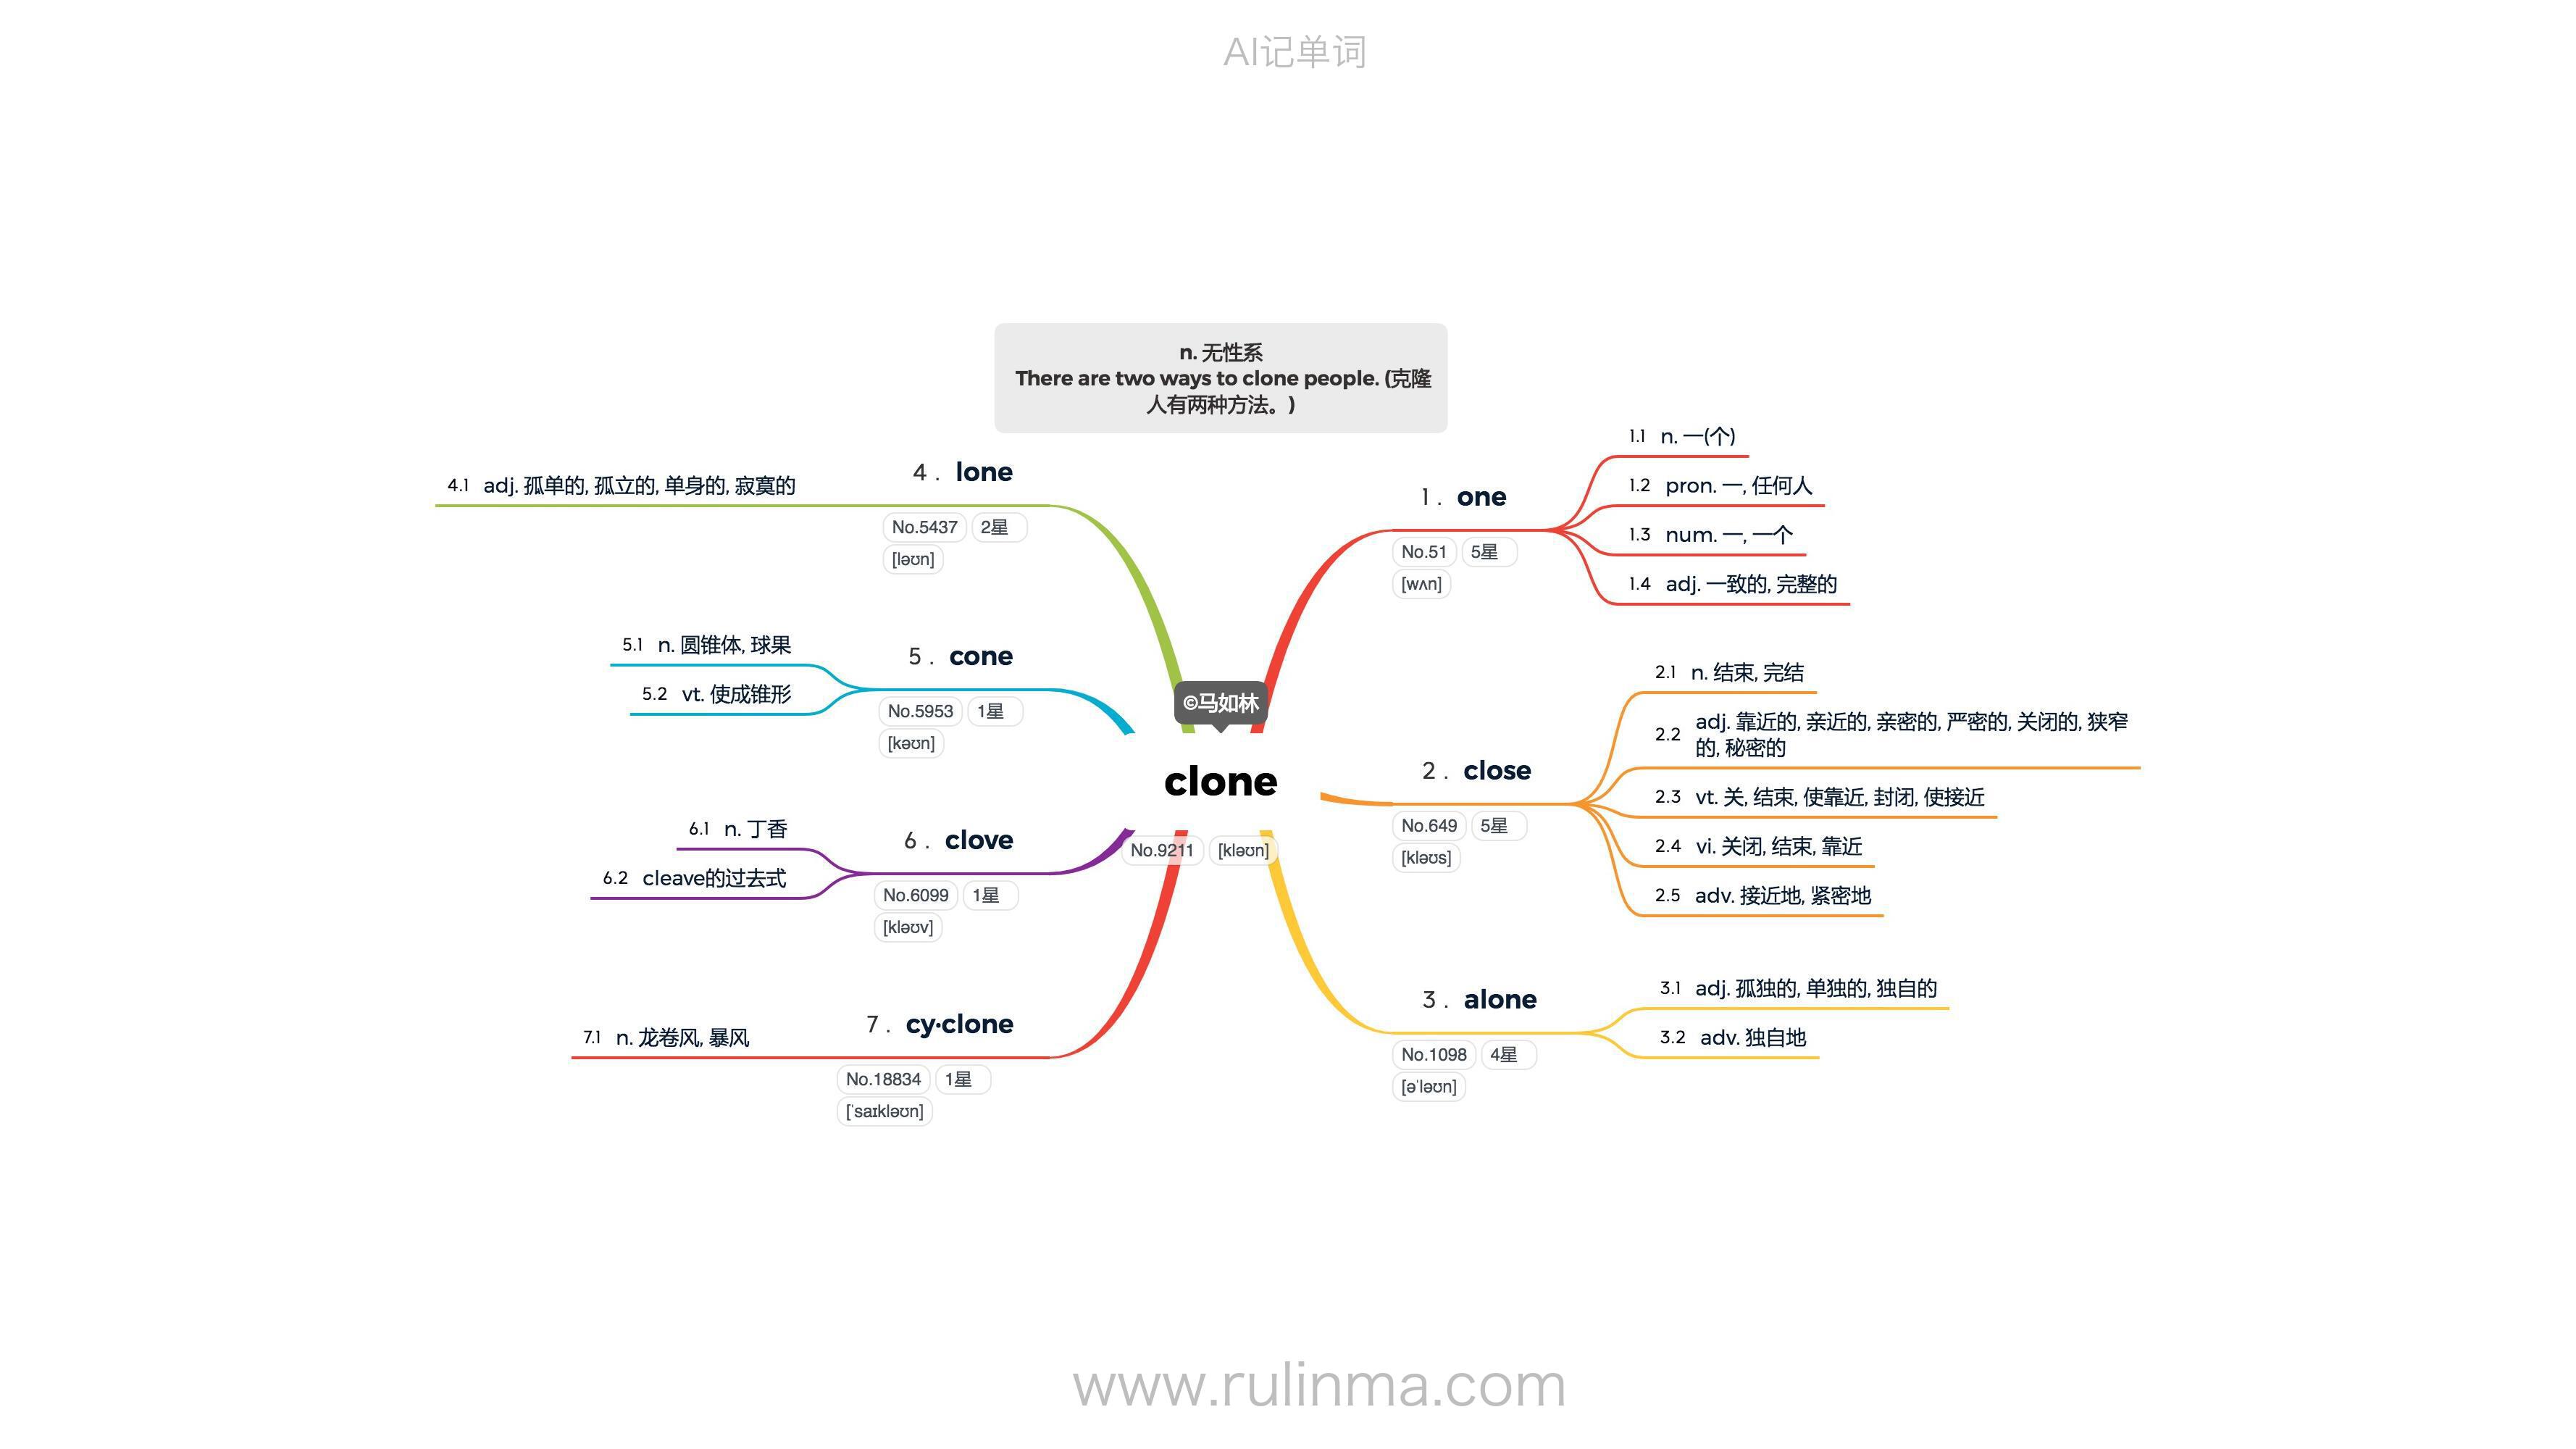 AI记单词
n. 无性系
There are two ways to clone people. (克隆
人有两种方法。)
©马如林
clone
No.9211 [kləʊn]
1 . one
No.51 5星
[wʌn]
1.1 n. 一(个)
1.2 pron. 一, 任何人
1.3 num. 一, 一个
1.4 adj. 一致的, 完整的
2 . close
No.649 5星
[kləʊs]
2.1 n. 结束, 完结
2.2 adj. 靠近的, 亲近的, 亲密的, 严密的, 关闭的, 狭窄
的, 秘密的
2.3 vt. 关, 结束, 使靠近, 封闭, 使接近
2.4 vi. 关闭, 结束, 靠近
2.5 adv. 接近地, 紧密地
3 . alone
No.1098 4星
[ə'ləʊn]
3.1 adj. 孤独的, 单独的, 独自的
3.2 adv. 独自地
4 . lone
No.5437 2星
[ləʊn]
4.1 adj. 孤单的, 孤立的, 单身的, 寂寞的
5 . cone
No.5953 1星
[kəʊn]
5.1 n. 圆锥体, 球果
5.2 vt. 使成锥形
6 . clove
No.6099 1星
[kləʊv]
6.1 n. 丁香
6.2 cleave的过去式
7 . cy·clone
No.18834 1星
['saɪkləʊn]
7.1 n. 龙卷风, 暴风
www.rulinma.com